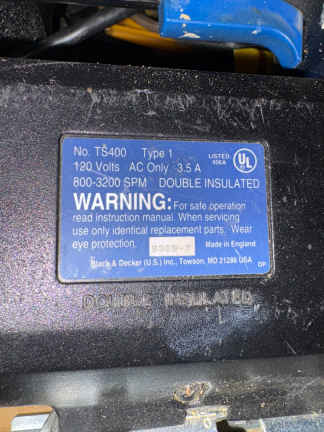 No. TS400 Type 1
120 Volts AC Only 3.5 A
LISTED
UL
800-3200 SPM DOUBLE INSULATED
WARNING: For safe operation
read instruction manual. When servicing
use only identical replacement parts. Wear
eye protection. Made in England
Black & Decker (U.S.) Inc., Towson, MD 21286 USA
DOUBLE INSULATED